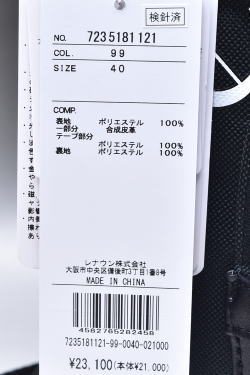 検針済
NO. 7235181121
COL. 99
SIZE 40
COMP.
表地 ポリエステル 100%
一部分 合成皮革
テープ部分
ポリエステル 100%
裏地 ポリエステル 100%
レナウン株式会社
大阪市中央区備後町3丁目1番8号
MADE IN CHINA
4582765282458
7235181121-99-0040-021000
¥23,100(本体¥21,000)